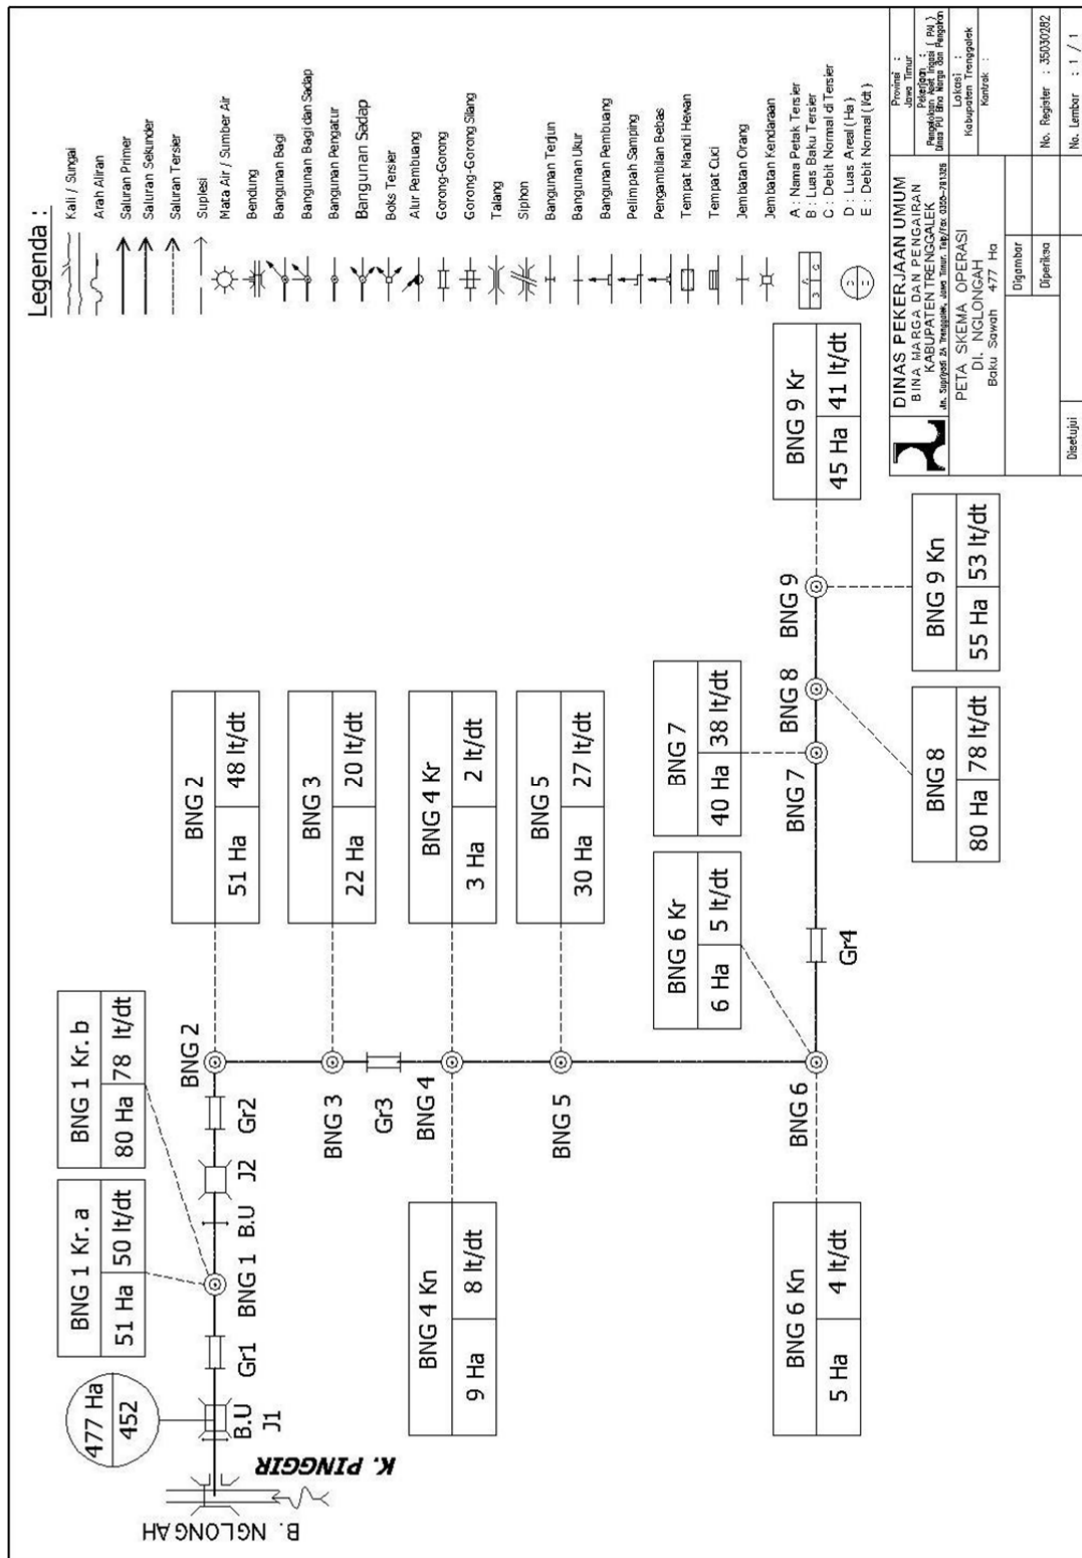 Legenda :
Kali / Sungai
Arah Aliran
Saluran Primer
Saluran Sekunder
Saluran Tersier
Suplesi
Mata Air / Sumber Air
Bendung
Bangunan Bagi
Bangunan Bagi dan Sadap
Bangunan Pengatur
Bangunan Sadap
Boks Tersier
Alur Pembuang
Gorong-Gorong
Gorong-Gorong Silang
Talang
Siphon
Bangunan Terjun
Bangunan Ukur
Bangunan Pembuang
Pelimpah Samping
Pengambilan Bebas
Tempat Mandi Hewan
Tempat Cuci
Jembatan Orang
Jembatan Kendaraan
A : Nama Petak Tersier
B : Luas Baku Tersier
C : Debit Normal di Tersier
D : Luas Areal ( Ha )
E : Debit Normal ( l/dt )
B. NGLONGAH
K. PINGGIR
477 Ha
452
B.U
J1
Gr1
BNG 1
B.U
J2
Gr2
BNG 2
BNG 1 Kr. a
51 Ha 50 lt/dt
BNG 1 Kr. b
80 Ha 78 lt/dt
BNG 2
51 Ha 48 lt/dt
BNG 3
BNG 3
22 Ha 20 lt/dt
Gr3
BNG 4
BNG 4 Kn
9 Ha 8 lt/dt
BNG 4 Kr
3 Ha 2 lt/dt
BNG 5
BNG 5
30 Ha 27 lt/dt
BNG 6
BNG 6 Kn
5 Ha 4 lt/dt
BNG 6 Kr
6 Ha 5 lt/dt
Gr4
BNG 7
BNG 7
40 Ha 38 lt/dt
BNG 8
BNG 8
80 Ha 78 lt/dt
BNG 9
BNG 9 Kn
55 Ha 53 lt/dt
BNG 9 Kr
45 Ha 41 lt/dt
DINAS PEKERJAAN UMUM
BINA MARGA DAN PENGAIRAN
KABUPATEN TRENGGALEK
PETA SKEMA OPERASI
DI. NGLONGAH
Baku Sawah 477 Ha
Digambar
Diperiksa
Disetujui
Provinsi :
Jawa Timur
Pekerjaan :
Pengelolaan Aset Irigasi ( PAI )
Dinas PU Bina Marga dan Pengairan
Lokasi :
Kabupaten Trenggalek
Kontrak :
No. Register : 35030282
No. Lembar : 1 / 1